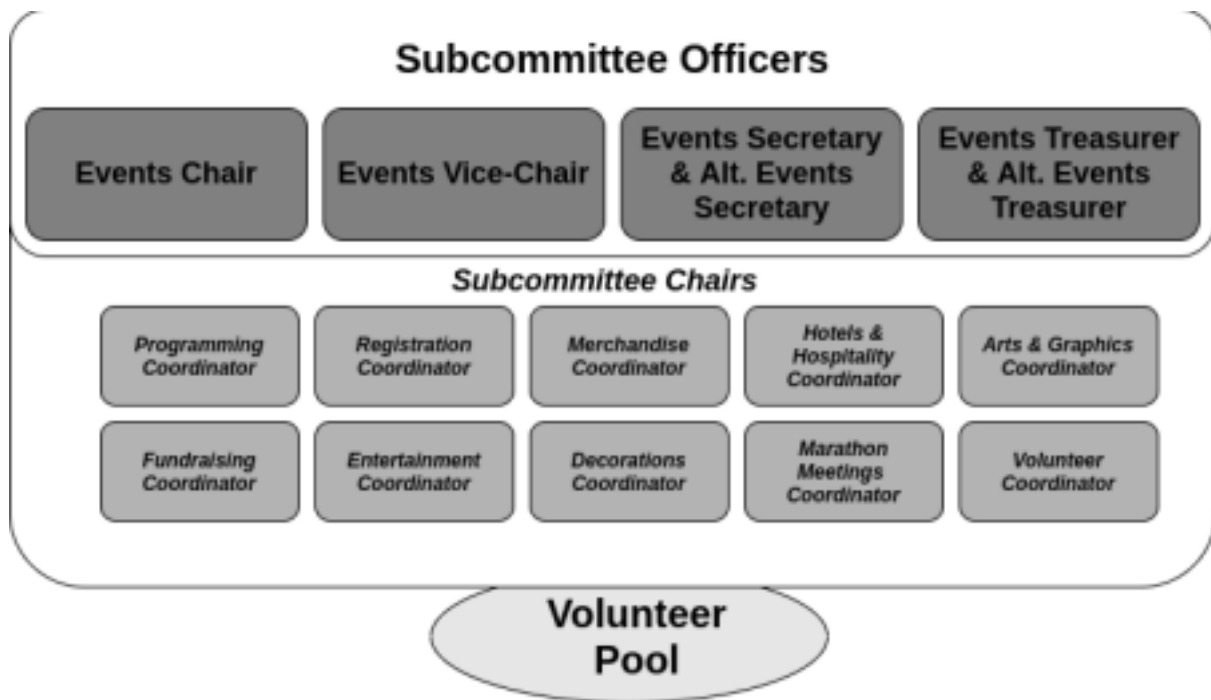 Subcommittee Officers
Events Chair
Events Vice-Chair
Events Secretary
& Alt. Events
Secretary
Events Treasurer
& Alt. Events
Treasurer
Subcommittee Chairs
Programming
Coordinator
Registration
Coordinator
Merchandise
Coordinator
Hotels &
Hospitality
Coordinator
Arts & Graphics
Coordinator
Fundraising
Coordinator
Entertainment
Coordinator
Decorations
Coordinator
Marathon
Meetings
Coordinator
Volunteer
Coordinator
Volunteer
Pool